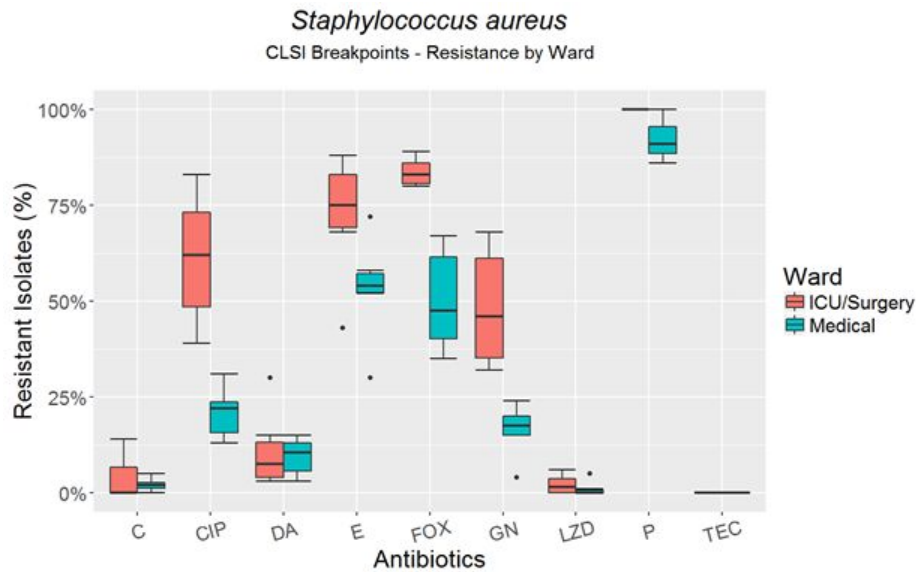 Staphylococcus aureus
CLSI Breakpoints - Resistance by Ward
100%
75%
50%
25%
0%
Resistant Isolates (%)
C CIP DA E FOX GN LZD P TEC
Antibiotics
Ward
ICU/Surgery
Medical